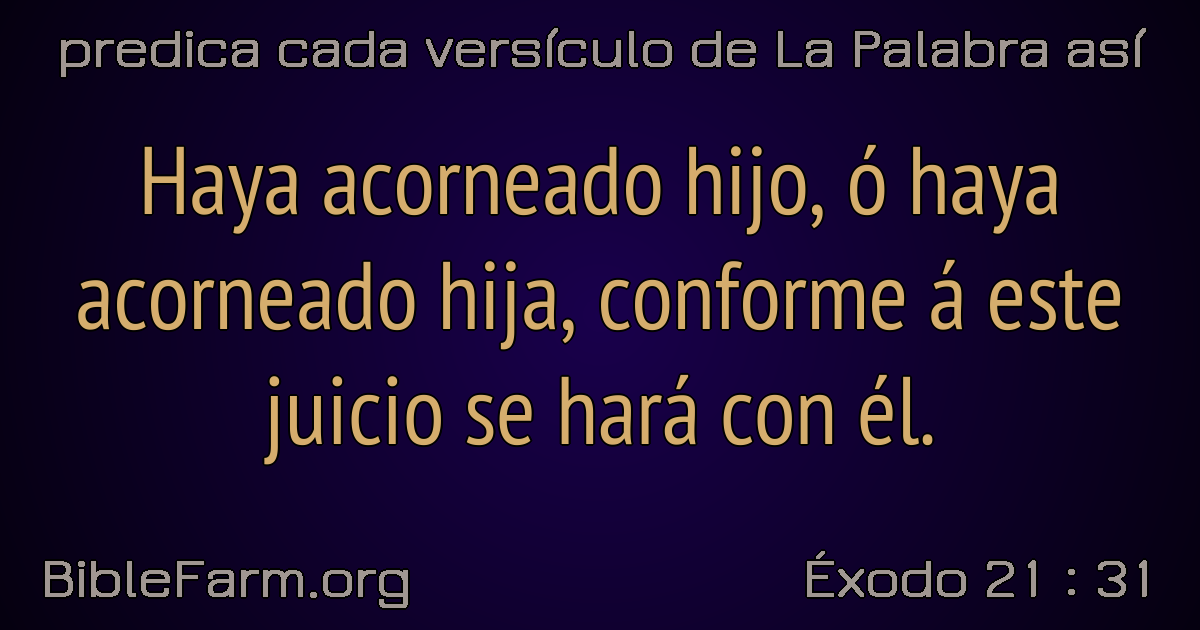 predica cada versículo de La Palabra así
Haya acorneado hijo, ó haya
acorneado hija, conforme á este
juicio se hará con él.
BibleFarm.org
Éxodo 21 : 31